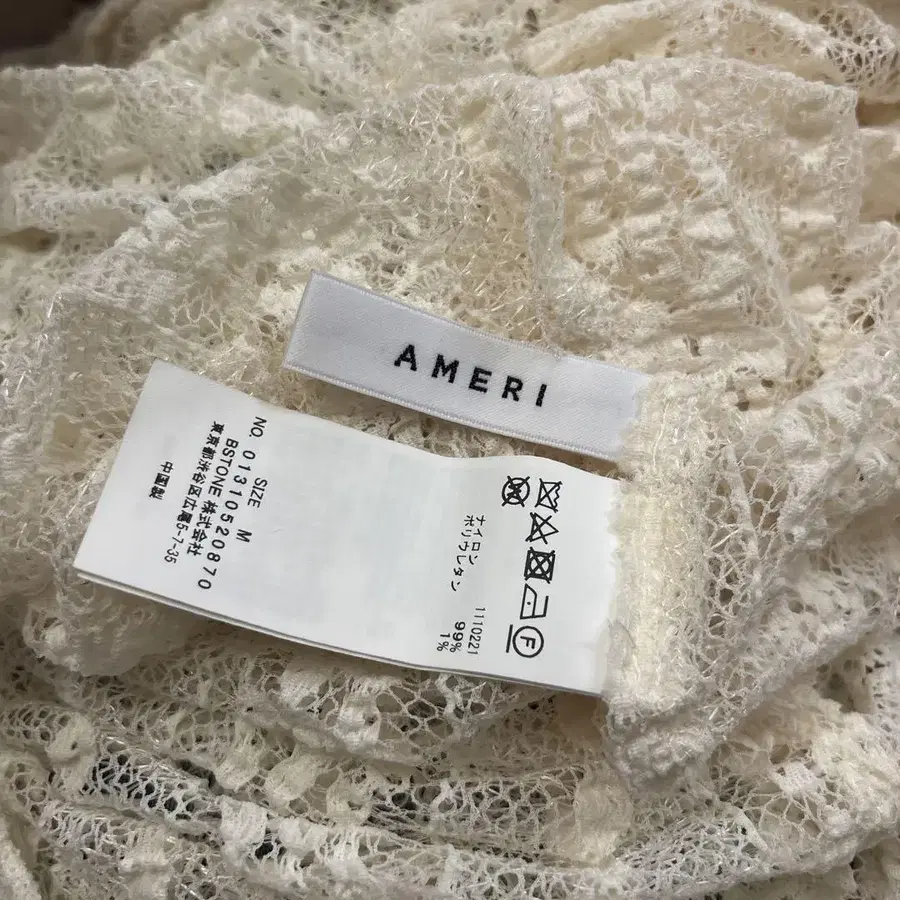 AMERI
NO. 01310520870
SIZE M
BSTONE 株式会社
東京都渋谷区広尾5-7-35
中国製
1110221
ナイロン 99%
ポリウレタン 1%
F